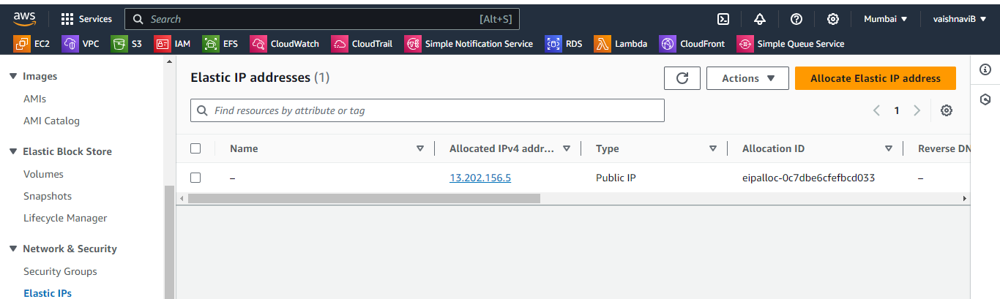 aws Services Search [Alt+S] Mumbai vaishnaviB
EC2 VPC S3 IAM EFS CloudWatch CloudTrail Simple Notification Service RDS Lambda CloudFront Simple Queue Service
Images
AMIs
AMI Catalog
Elastic Block Store
Volumes
Snapshots
Lifecycle Manager
Network & Security
Security Groups
Elastic IPs
Elastic IP addresses (1) Actions Allocate Elastic IP address
Find resources by attribute or tag 1
Name Allocated IPv4 addr... Type Allocation ID Reverse DN
– 13.202.156.5 Public IP eipalloc-0c7dbe6cfefbcd033 –